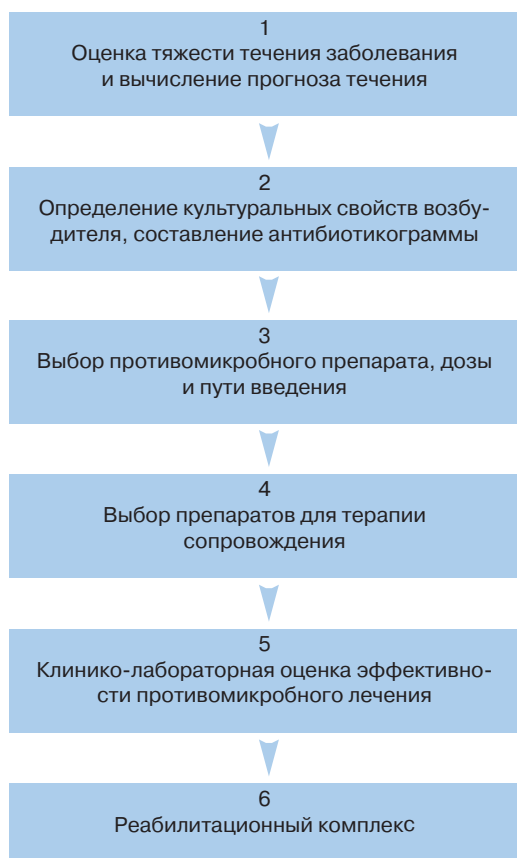 1
Оценка тяжести течения заболевания
и вычисление прогноза течения
2
Определение культуральных свойств возбу-
дителя, составление антибиотикограммы
3
Выбор противомикробного препарата, дозы
и пути введения
4
Выбор препаратов для терапии
сопровождения
5
Клинико-лабораторная оценка эффективно-
сти противомикробного лечения
6
Реабилитационный комплекс